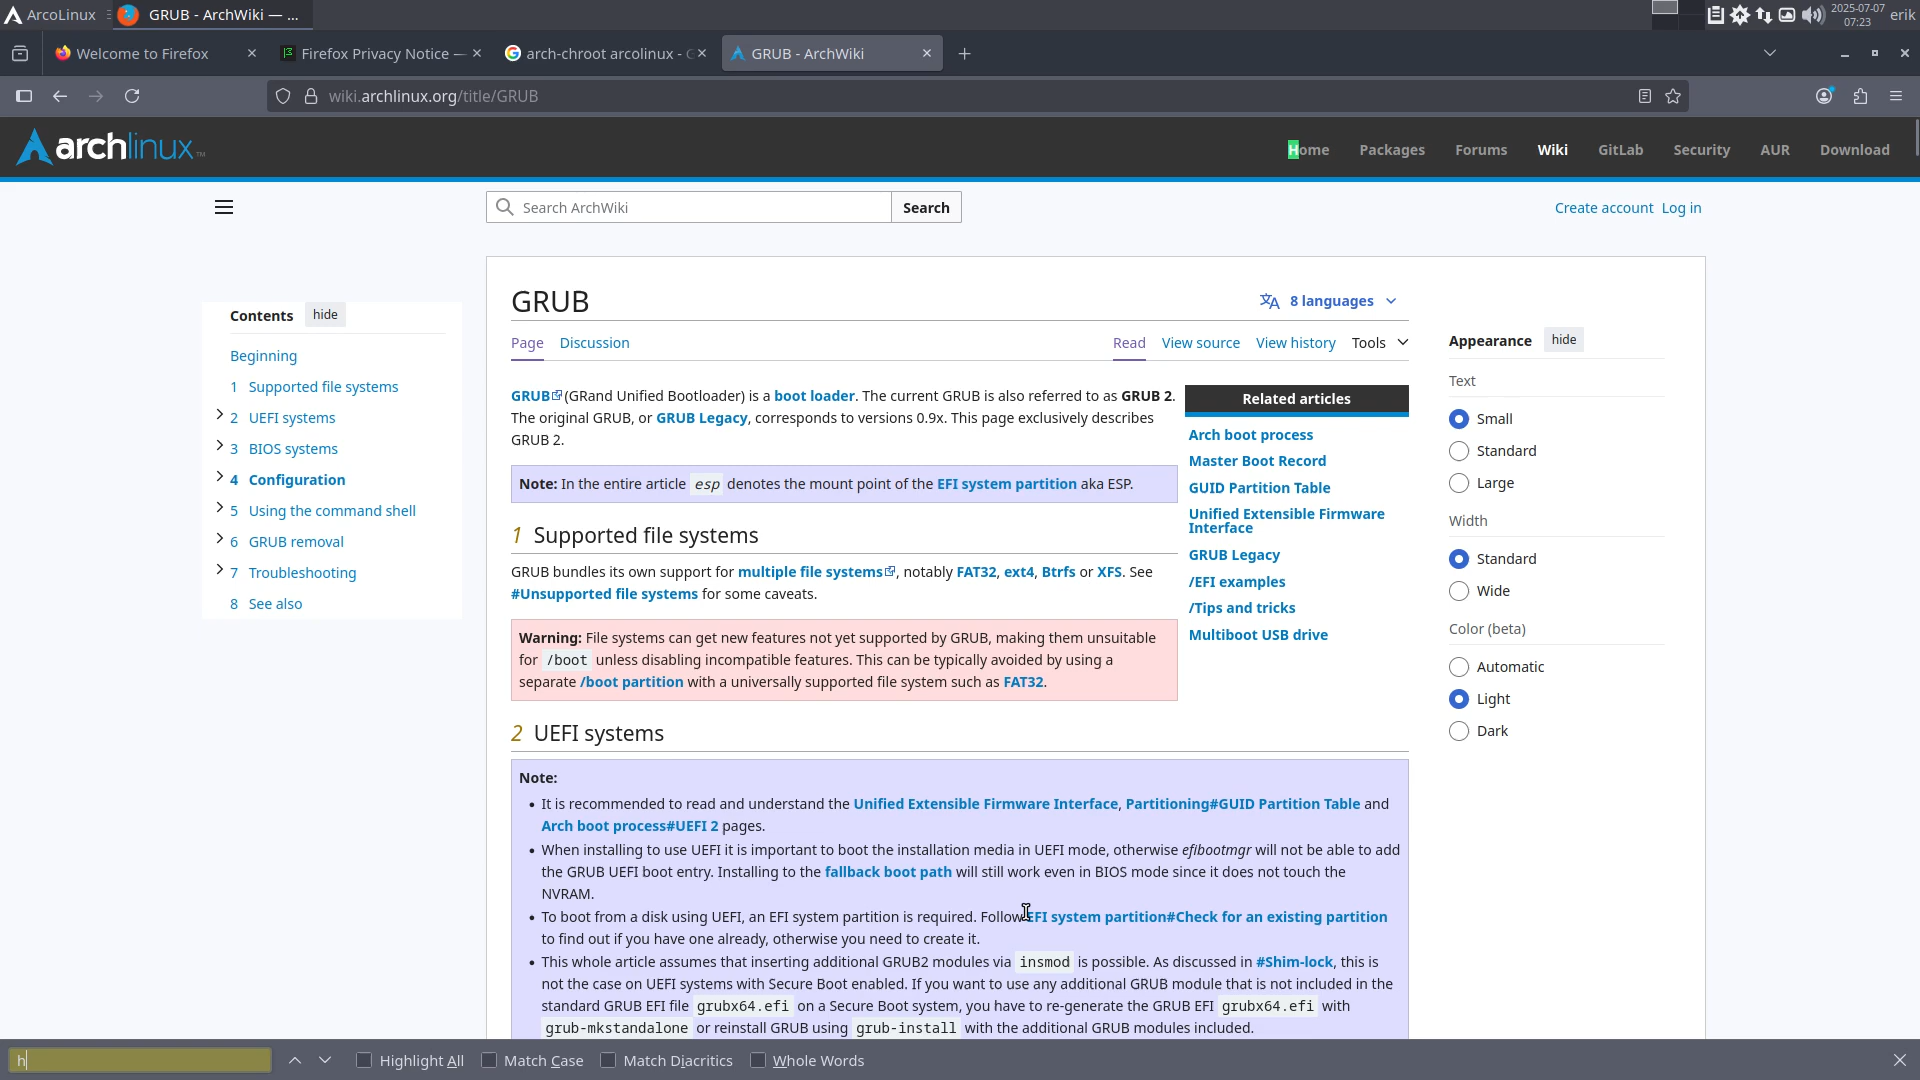 ArcoLinux
GRUB - ArchWiki — ...
2025-07-07
07:23
erik
Welcome to Firefox
Firefox Privacy Notice —
arch-chroot arcolinux - G
GRUB - ArchWiki
wiki.archlinux.org/title/GRUB
archlinux™
Home Packages Forums Wiki GitLab Security AUR Download
Search ArchWiki
Search
Create account Log in
Contents hide
Beginning
1 Supported file systems
2 UEFI systems
3 BIOS systems
4 Configuration
5 Using the command shell
6 GRUB removal
7 Troubleshooting
8 See also
GRUB
8 languages
Page Discussion
Read View source View history Tools
GRUB (GRand Unified Bootloader) is a boot loader. The current GRUB is also referred to as GRUB 2.
The original GRUB, or GRUB Legacy, corresponds to versions 0.9x. This page exclusively describes
GRUB 2.
Note: In the entire article esp denotes the mount point of the EFI system partition aka ESP.
1 Supported file systems
GRUB bundles its own support for multiple file systems, notably FAT32, ext4, Btrfs or XFS. See
#Unsupported file systems for some caveats.
Warning: File systems can get new features not yet supported by GRUB, making them unsuitable
for /boot unless disabling incompatible features. This can be typically avoided by using a
separate /boot partition with a universally supported file system such as FAT32.
Related articles
Arch boot process
Master Boot Record
GUID Partition Table
Unified Extensible Firmware
Interface
GRUB Legacy
/EFI examples
/Tips and tricks
Multiboot USB drive
2 UEFI systems
Note:
• It is recommended to read and understand the Unified Extensible Firmware Interface, Partitioning#GUID Partition Table and
Arch boot process#UEFI 2 pages.
• When installing to use UEFI it is important to boot the installation media in UEFI mode, otherwise efibootmgr will not be able to add
the GRUB UEFI boot entry. Installing to the fallback boot path will still work even in BIOS mode since it does not touch the
NVRAM.
• To boot from a disk using UEFI, an EFI system partition is required. Follow EFI system partition#Check for an existing partition
to find out if you have one already, otherwise you need to create it.
• This whole article assumes that inserting additional GRUB2 modules via insmod is possible. As discussed in #Shim-lock, this is
not the case on UEFI systems with Secure Boot enabled. If you want to use any additional GRUB module that is not included in the
standard GRUB EFI file grubx64.efi on a Secure Boot system, you have to re-generate the GRUB EFI grubx64.efi with
grub-mkstandalone or reinstall GRUB using grub-install with the additional GRUB modules included.
Appearance hide
Text
Small
Standard
Large
Width
Standard
Wide
Color (beta)
Automatic
Light
Dark
h
Highlight All
Match Case
Match Diacritics
Whole Words